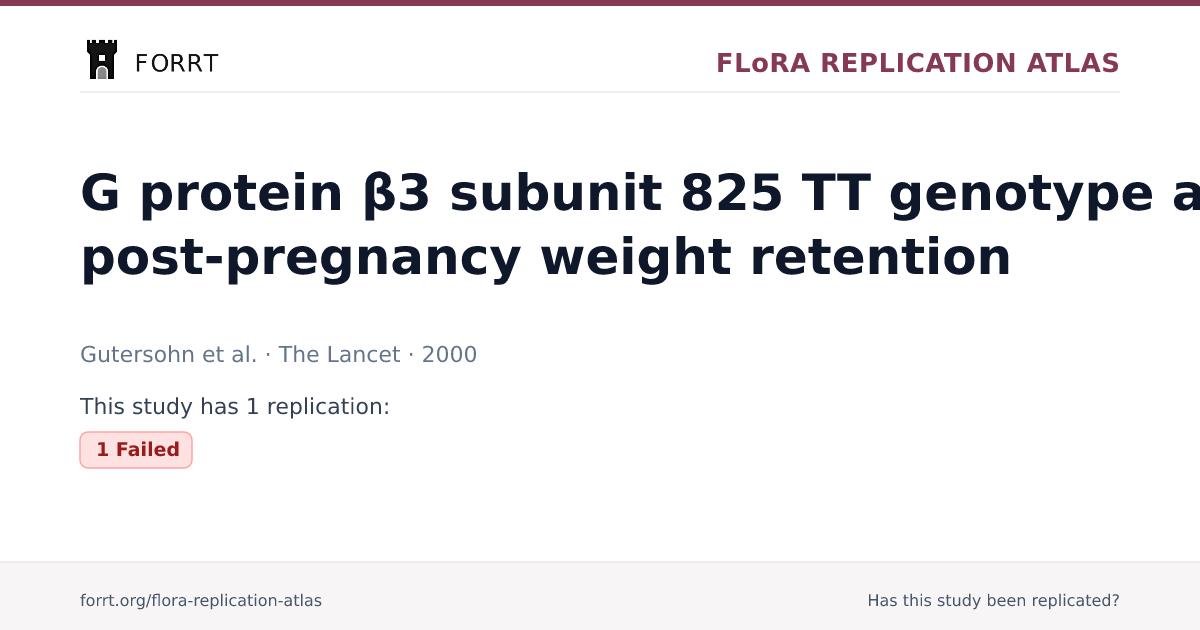 FORRT
FLoRA REPLICATION ATLAS
G protein β3 subunit 825 TT genotype a
post-pregnancy weight retention
Gutersohn et al. · The Lancet · 2000
This study has 1 replication:
1 Failed
forrt.org/flora-replication-atlas
Has this study been replicated?